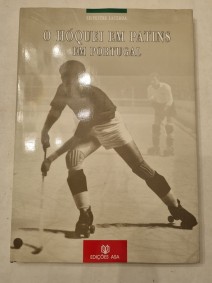 O HÓQUEI EM PATINS
EM PORTUGAL
EDIÇÕES ASA